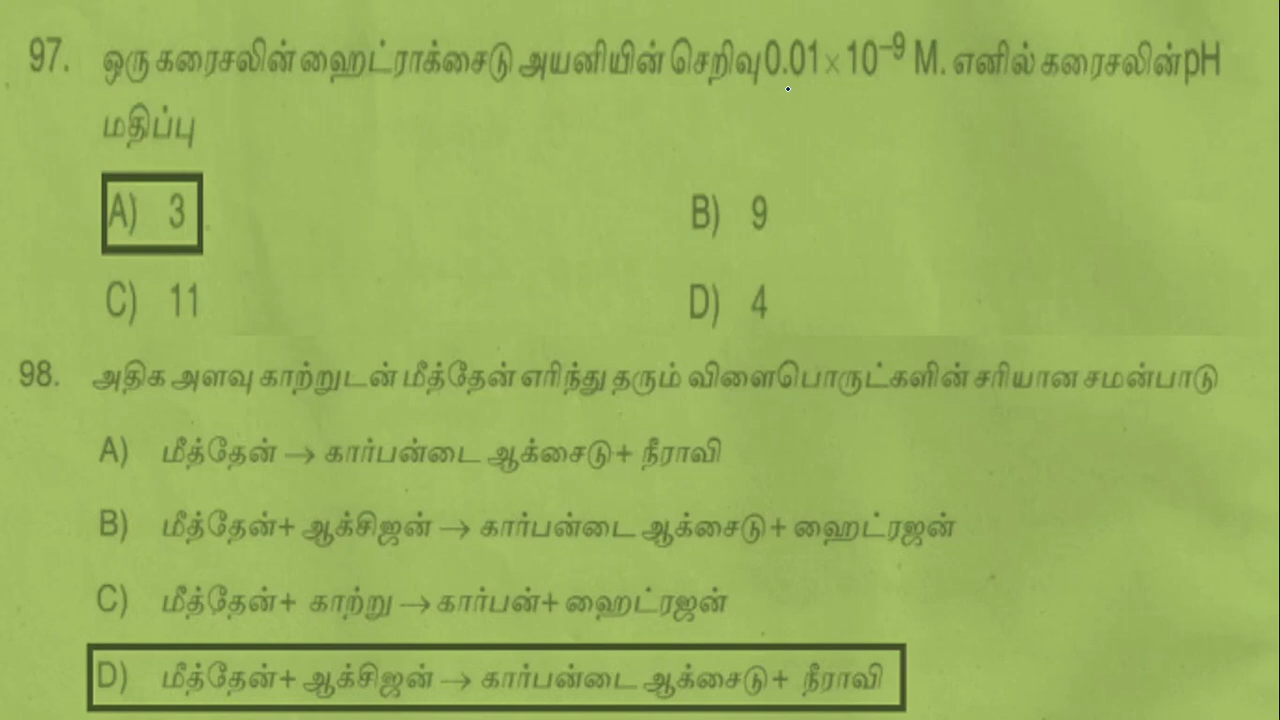 97. ஒரு கரைசலின் ஹைட்ராக்சைடு அயனியின் செறிவு 0.01×10⁻⁹ M. எனில் கரைசலின் pH
மதிப்பு
A) 3 B) 9
C) 11 D) 4
98. அதிக அளவு காற்றுடன் மீத்தேன் எரிந்து தரும் விளைபொருட்களின் சரியான சமன்பாடு
A) மீத்தேன் → கார்பன்டை ஆக்சைடு + நீராவி
B) மீத்தேன் + ஆக்சிஜன் → கார்பன்டை ஆக்சைடு + ஹைட்ரஜன்
C) மீத்தேன் + காற்று → கார்பன் + ஹைட்ரஜன்
D) மீத்தேன் + ஆக்சிஜன் → கார்பன்டை ஆக்சைடு + நீராவி